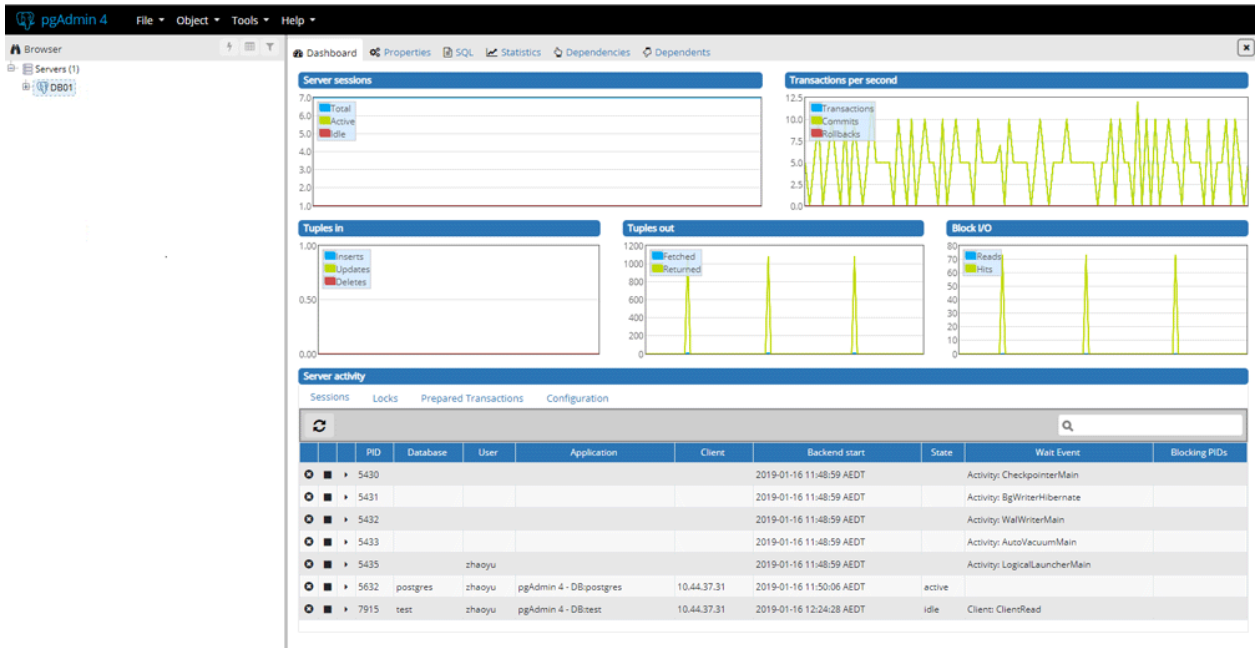 pgAdmin 4 File Object Tools Help
Browser
Servers (1)
DB01
Dashboard Properties SQL Statistics Dependencies Dependents
Server sessions
7.0
6.0
5.0
4.0
3.0
2.0
1.0
Total
Active
Idle
Transactions per second
12.5
10.0
7.5
5.0
2.5
0.0
Transactions
Commits
Rollbacks
Tuples in
1.00
0.50
0.00
Inserts
Updates
Deletes
Tuples out
1200
1000
800
600
400
200
0
Fetched
Returned
Block I/O
80
70
60
50
40
30
20
10
0
Reads
Hits
Server activity
Sessions Locks Prepared Transactions Configuration
PID Database User Application Client Backend start State Wait Event Blocking PIDs
5430 2019-01-16 11:48:59 AEDT Activity: CheckpointerMain
5431 2019-01-16 11:48:59 AEDT Activity: BgWriterHibernate
5432 2019-01-16 11:48:59 AEDT Activity: WalWriterMain
5433 2019-01-16 11:48:59 AEDT Activity: AutoVacuumMain
5435 zhaoyu 2019-01-16 11:48:59 AEDT Activity: LogicalLauncherMain
5632 postgres zhaoyu pgAdmin 4 - DB:postgres 10.44.37.31 2019-01-16 11:50:06 AEDT active
7915 test zhaoyu pgAdmin 4 - DB:test 10.44.37.31 2019-01-16 12:24:28 AEDT idle Client: ClientRead